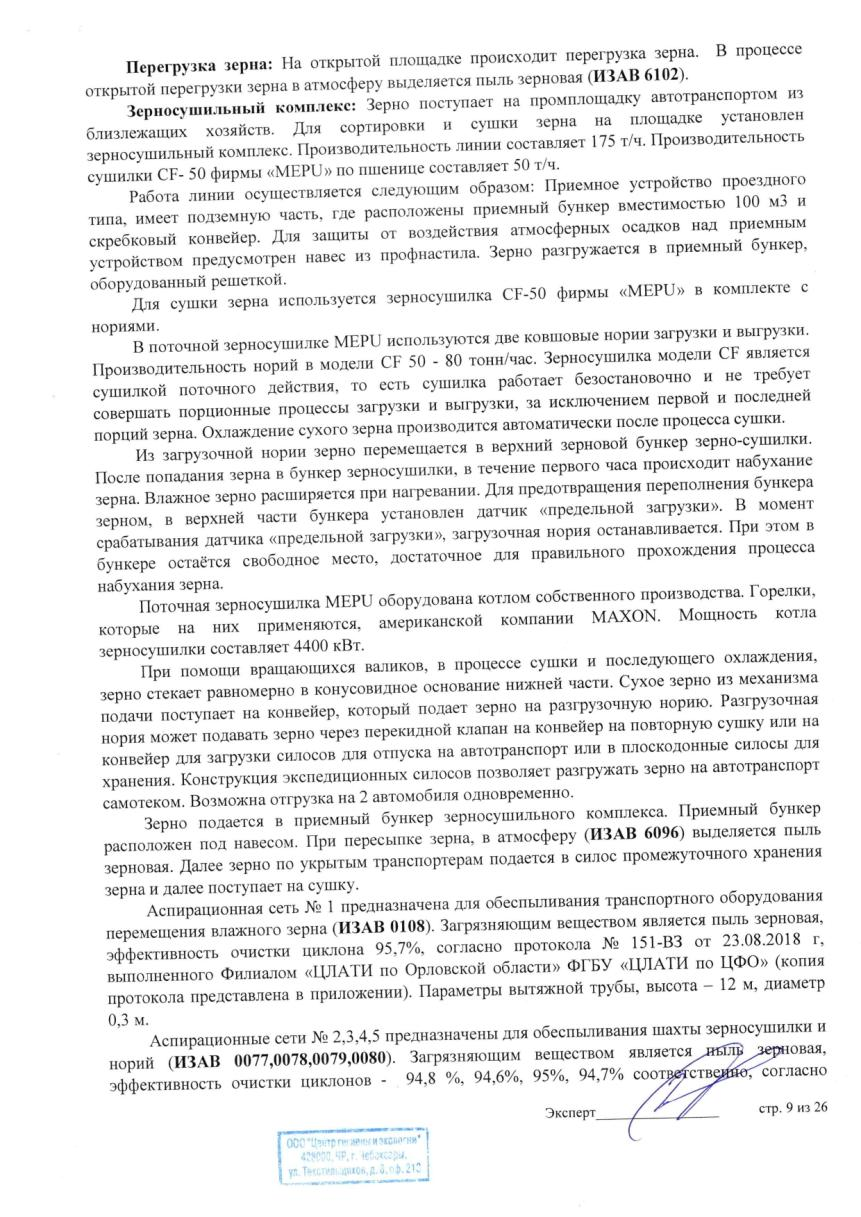 Перегрузка зерна: На открытой площадке происходит перегрузка зерна. В процессе
открытой перегрузки зерна в атмосферу выделяется пыль зерновая (ИЗАВ 6102).
Зерносушильный комплекс: Зерно поступает на промплощадку автотранспортом из
близлежащих хозяйств. Для сортировки и сушки зерна на площадке установлен
зерносушильный комплекс. Производительность линии составляет 175 т/ч. Производительность
сушилки CF- 50 фирмы «MEPU» по пшенице составляет 50 т/ч.
Работа линии осуществляется следующим образом: Приемное устройство проездного
типа, имеет подземную часть, где расположены приемный бункер вместимостью 100 м3 и
скребковый конвейер. Для защиты от воздействия атмосферных осадков над приемным
устройством предусмотрен навес из профнастила. Зерно разгружается в приемный бункер,
оборудованный решеткой.
Для сушки зерна используется зерносушилка CF-50 фирмы «MEPU» в комплекте с
нориями.
В поточной зерносушилке MEPU используются две ковшовые нории загрузки и выгрузки.
Производительность норий в модели CF 50 - 80 тонн/час. Зерносушилка модели CF является
сушилкой поточного действия, то есть сушилка работает безостановочно и не требует
совершать порционные процессы загрузки и выгрузки, за исключением первой и последней
порций зерна. Охлаждение сухого зерна производится автоматически после процесса сушки.
Из загрузочной нории зерно перемещается в верхний зерновой бункер зерно-сушилки.
После попадания зерна в бункер зерносушилки, в течение первого часа происходит набухание
зерна. Влажное зерно расширяется при нагревании. Для предотвращения переполнения бункера
зерном, в верхней части бункера установлен датчик «предельной загрузки». В момент
срабатывания датчика «предельной загрузки», загрузочная нория останавливается. При этом в
бункере остаётся свободное место, достаточное для правильного прохождения процесса
набухания зерна.
Поточная зерносушилка MEPU оборудована котлом собственного производства. Горелки,
которые на них применяются, американской компании MAXON. Мощность котла
зерносушилки составляет 4400 кВт.
При помощи вращающихся валиков, в процессе сушки и последующего охлаждения,
зерно стекает равномерно в конусовидное основание нижней части. Сухое зерно из механизма
подачи поступает на конвейер, который подает зерно на разгрузочную норию. Разгрузочная
нория может подавать зерно через перекидной клапан на конвейер на повторную сушку или на
конвейер для загрузки силосов для отпуска на автотранспорт или в плоскодонные силосы для
хранения. Конструкция экспедиционных силосов позволяет разгружать зерно на автотранспорт
самотеком. Возможна отгрузка на 2 автомобиля одновременно.
Зерно подается в приемный бункер зерносушильного комплекса. Приемный бункер
расположен под навесом. При пересыпке зерна, в атмосферу (ИЗАВ 6096) выделяется пыль
зерновая. Далее зерно по укрытым транспортерам подается в силос промежуточного хранения
зерна и далее поступает на сушку.
Аспирационная сеть № 1 предназначена для обеспыливания транспортного оборудования
перемещения влажного зерна (ИЗАВ 0108). Загрязняющим веществом является пыль зерновая,
эффективность очистки циклона 95,7%, согласно протокола № 151-ВЗ от 23.08.2018 г,
выполненного Филиалом «ЦЛАТИ по Орловской области» ФГБУ «ЦЛАТИ по ЦФО» (копия
протокола представлена в приложении). Параметры вытяжной трубы, высота – 12 м, диаметр
0,3 м.
Аспирационные сети № 2,3,4,5 предназначены для обеспыливания шахты зерносушилки и
норий (ИЗАВ 0077,0078,0079,0080). Загрязняющим веществом является пыль зерновая,
эффективность очистки циклонов - 94,8 %, 94,6%, 95%, 94,7% соответственно, согласно
Эксперт________________ стр. 9 из 26
ООО "Центр гигиены и экологии"
428000, ЧР, г. Чебоксары,
ул. Текстильщиков, д. 8, оф. 212